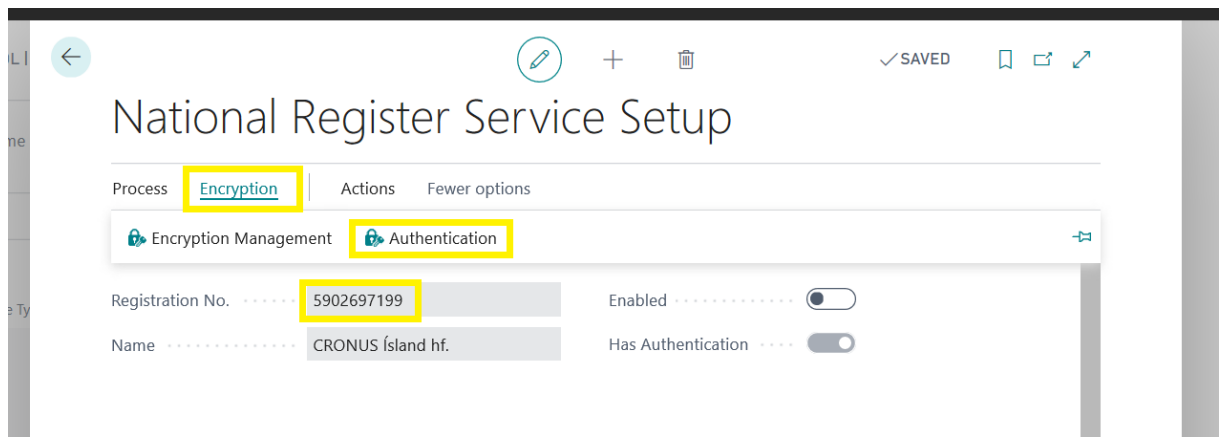 SAVED
National Register Service Setup
Process Encryption Actions Fewer options
Encryption Management Authentication
Registration No. 5902697199 Enabled
Name CRONUS Ísland hf. Has Authentication